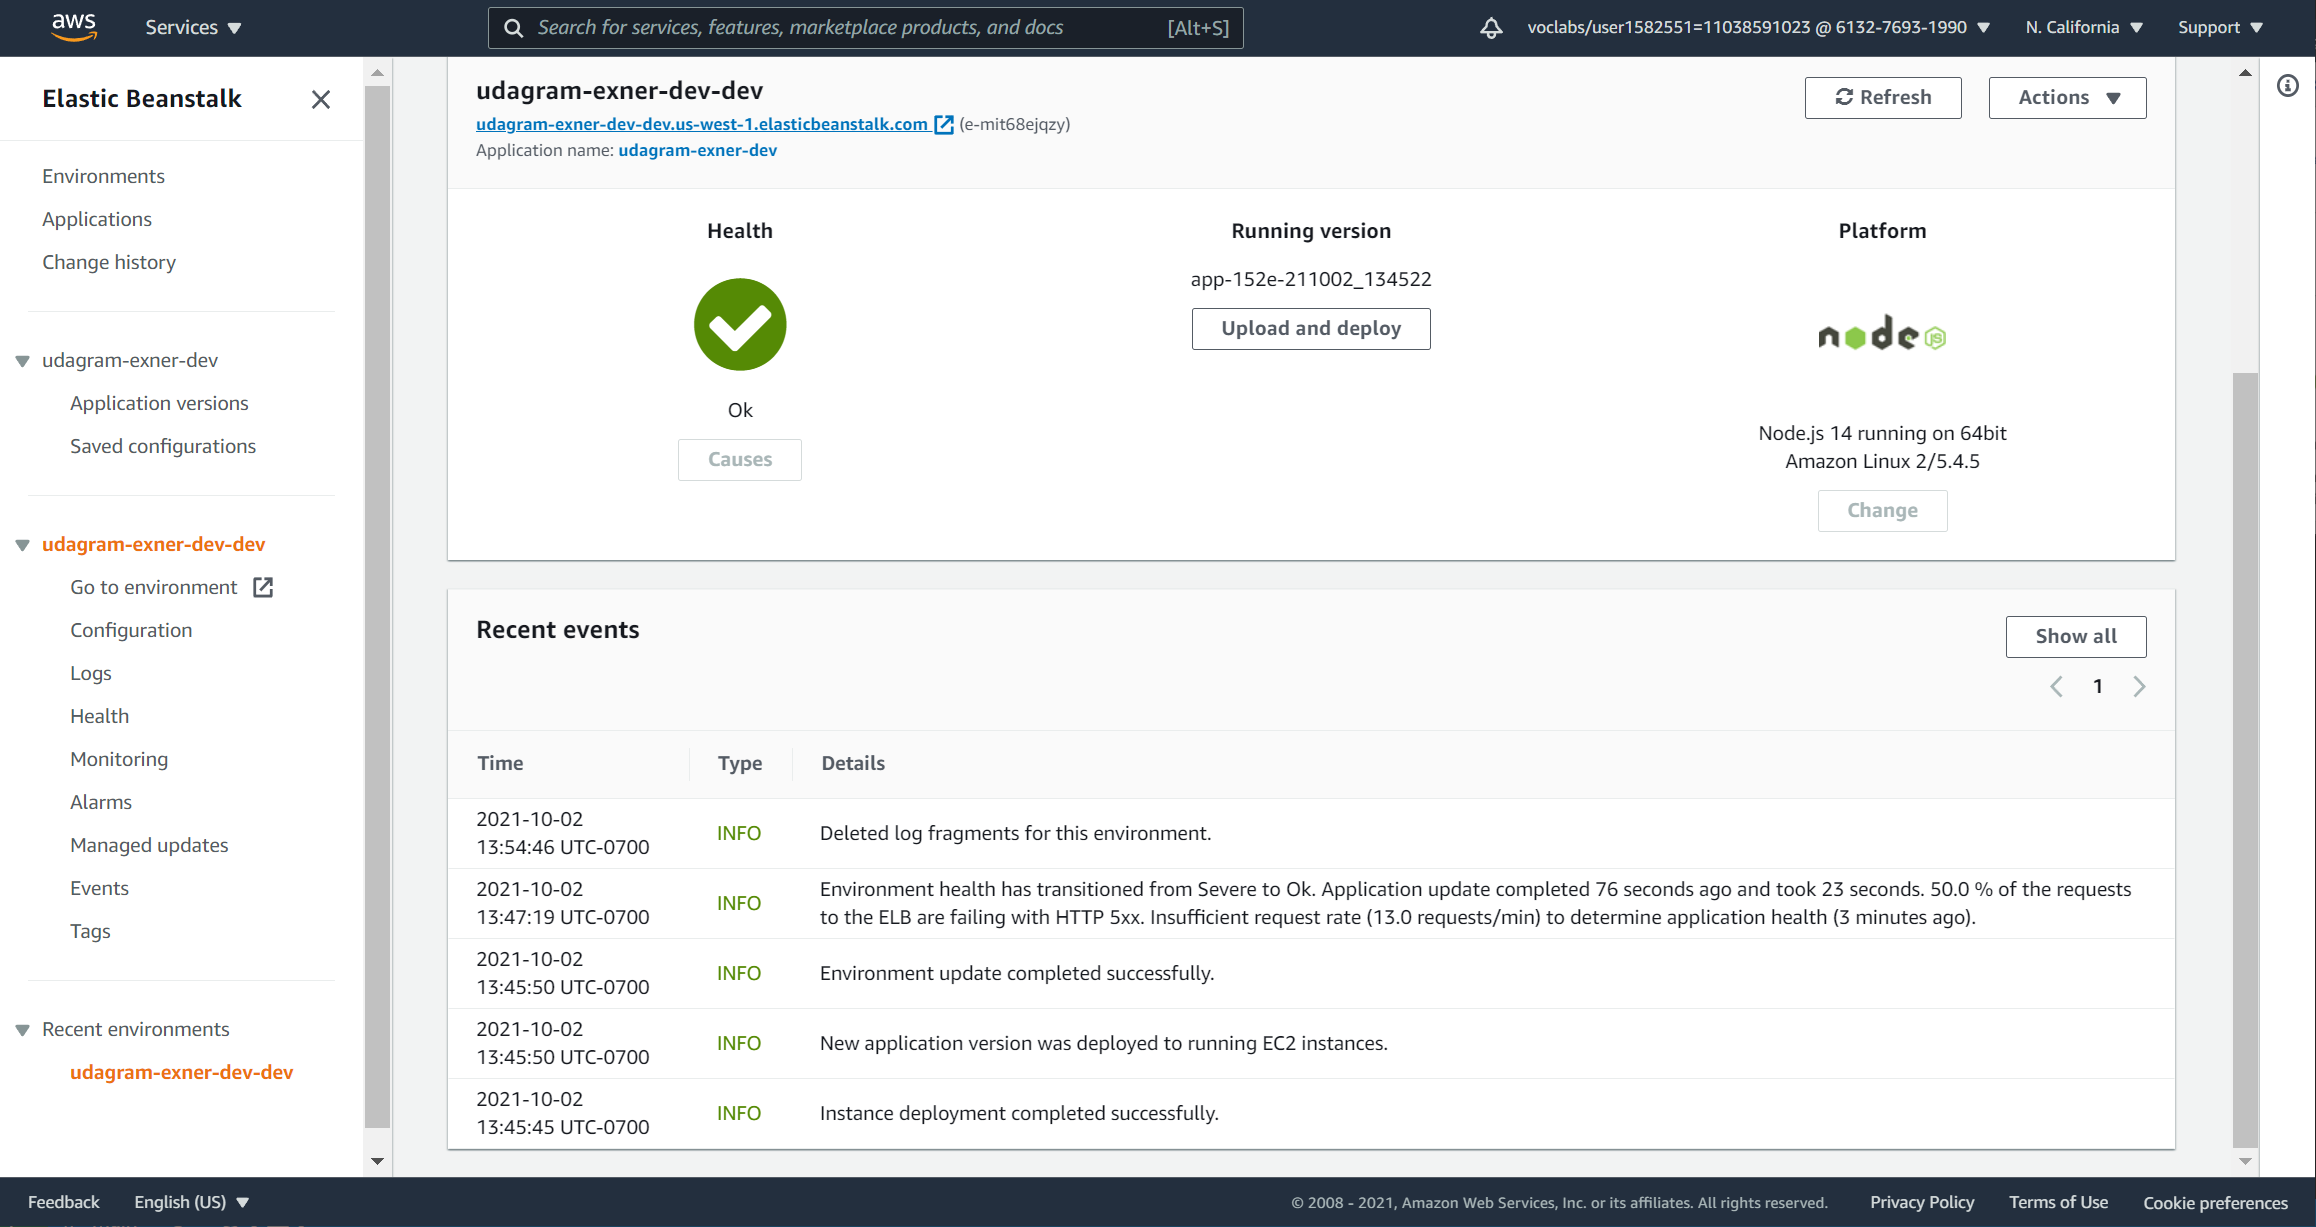 aws
Services
Search for services, features, marketplace products, and docs [Alt+S]
voclabs/user1582551=11038591023 @ 6132-7693-1990
N. California
Support
Elastic Beanstalk
Environments
Applications
Change history
udagram-exner-dev
Application versions
Saved configurations
udagram-exner-dev-dev
Go to environment
Configuration
Logs
Health
Monitoring
Alarms
Managed updates
Events
Tags
Recent environments
udagram-exner-dev-dev
udagram-exner-dev-dev
udagram-exner-dev-dev.us-west-1.elasticbeanstalk.com (e-mit68ejqzy)
Application name: udagram-exner-dev
Refresh
Actions
Health
Ok
Causes
Running version
app-152e-211002_134522
Upload and deploy
Platform
node JS
Node.js 14 running on 64bit
Amazon Linux 2/5.4.5
Change
Recent events
Show all
1
Time Type Details
2021-10-02
13:54:46 UTC-0700
INFO
Deleted log fragments for this environment.
2021-10-02
13:47:19 UTC-0700
INFO
Environment health has transitioned from Severe to Ok. Application update completed 76 seconds ago and took 23 seconds. 50.0 % of the requests
to the ELB are failing with HTTP 5xx. Insufficient request rate (13.0 requests/min) to determine application health (3 minutes ago).
2021-10-02
13:45:50 UTC-0700
INFO
Environment update completed successfully.
2021-10-02
13:45:50 UTC-0700
INFO
New application version was deployed to running EC2 instances.
2021-10-02
13:45:45 UTC-0700
INFO
Instance deployment completed successfully.
Feedback
English (US)
© 2008 - 2021, Amazon Web Services, Inc. or its affiliates. All rights reserved.
Privacy Policy
Terms of Use
Cookie preferences